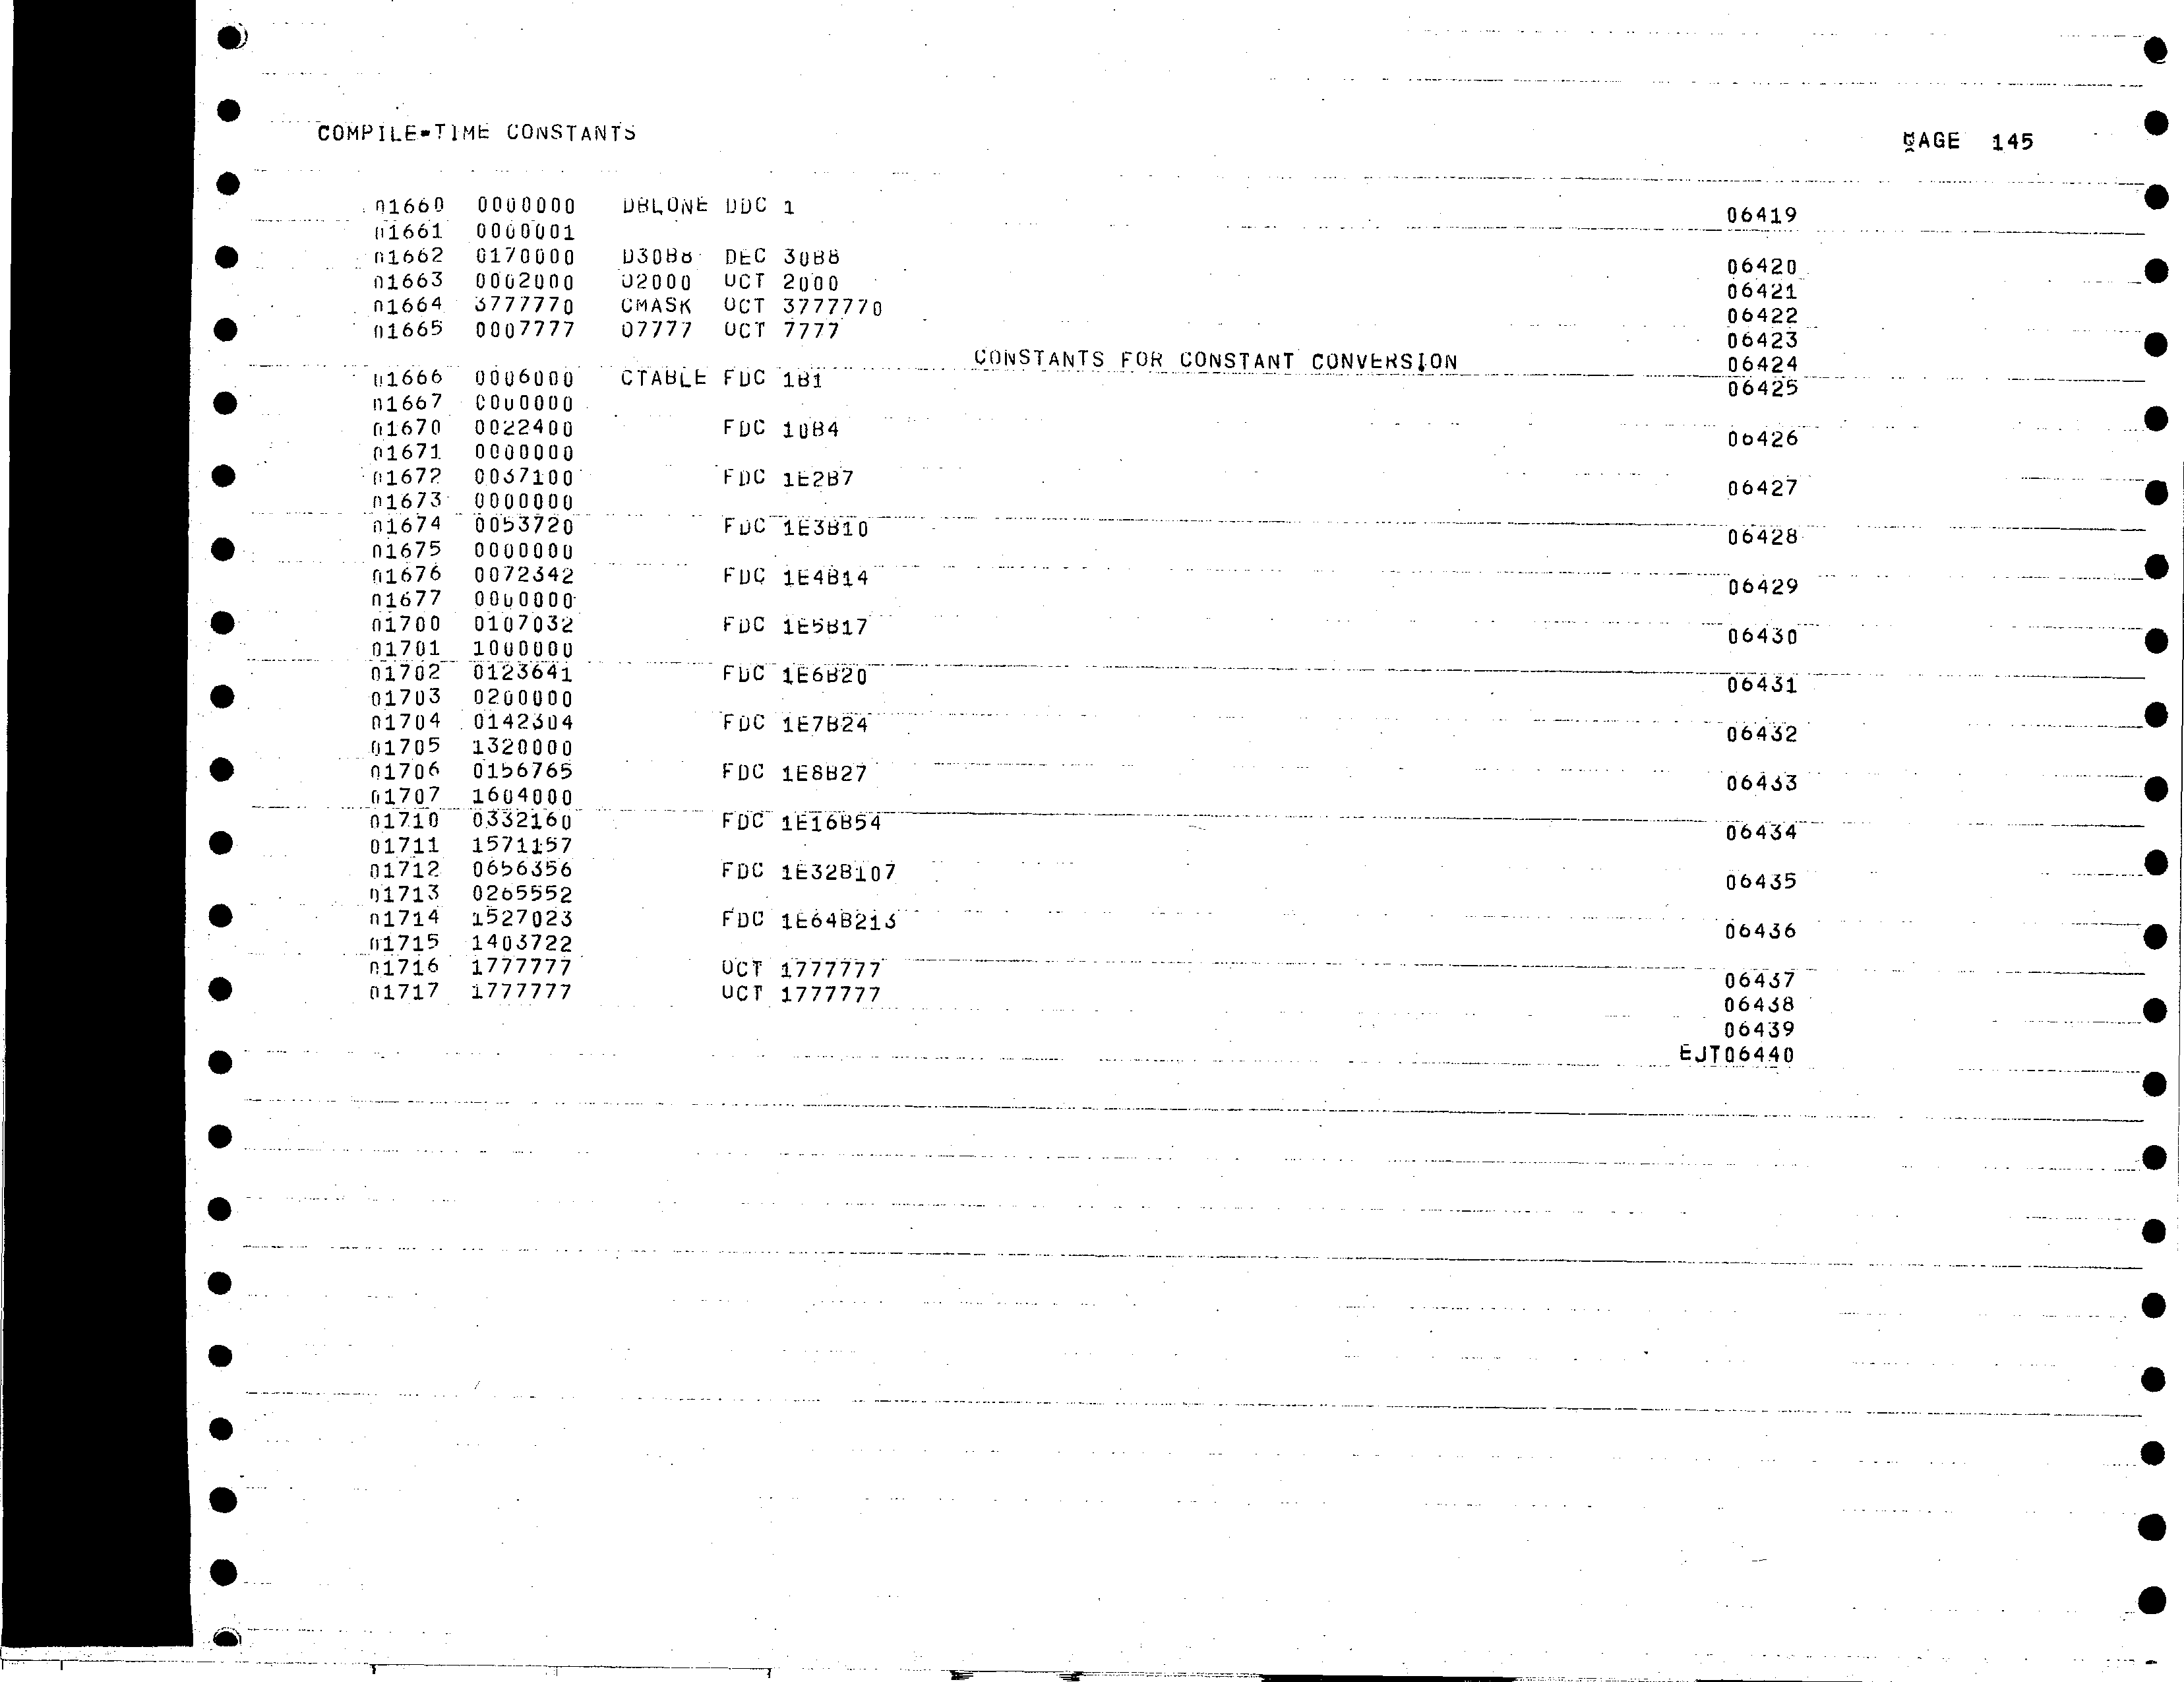 COMPILE-TIME CONSTANTS PAGE 145
01660 0000000 DBLONE DDC 1 06419
01661 0000001
01662 0170000 D30B8 DEC 30B8 06420
01663 0002000 O2000 OCT 2000 06421
01664 3777770 CMASK OCT 3777770 06422
01665 0007777 O7777 OCT 7777 06423
CONSTANTS FOR CONSTANT CONVERSION 06424
01666 0006000 CTABLE FDC 1B1 06425
01667 0000000
01670 0022400 FDC 10B4 06426
01671 0000000
01672 0037100 FDC 1E2B7 06427
01673 0000000
01674 0053720 FDC 1E3B10 06428
01675 0000000
01676 0072342 FDC 1E4B14 06429
01677 0000000
01700 0107032 FDC 1E5B17 06430
01701 1000000
01702 0123641 FDC 1E6B20 06431
01703 0200000
01704 0142304 FDC 1E7B24 06432
01705 1320000
01706 0156765 FDC 1E8B27 06433
01707 1604000
01710 0332160 FDC 1E16B54 06434
01711 1571157
01712 0656356 FDC 1E32B107 06435
01713 0265552
01714 1527023 FDC 1E64B213 06436
01715 1403722
01716 1777777 OCT 1777777 06437
01717 1777777 OCT 1777777 06438
06439
EJT06440